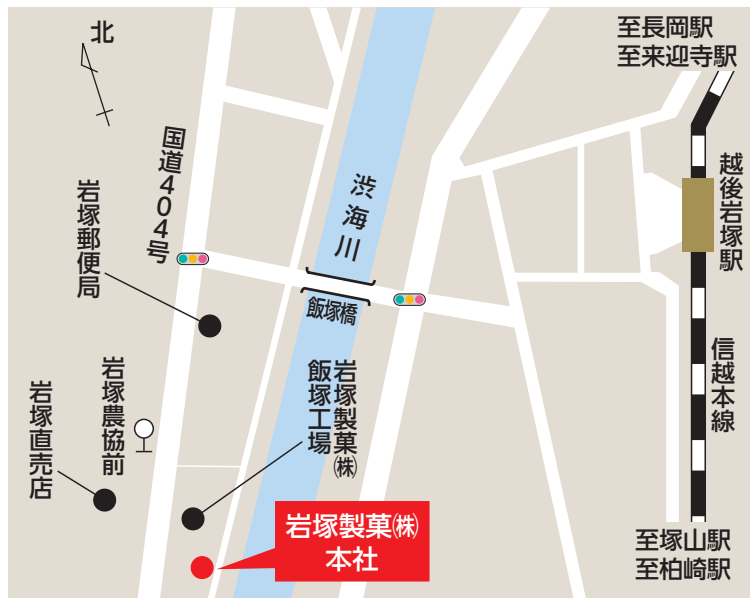 北
至長岡駅
至来迎寺駅
国道404号
渋海川
越後岩塚駅
岩塚郵便局
飯塚橋
信越本線
岩塚農協前
岩塚製菓㈱
飯塚工場
岩塚直売店
岩塚製菓㈱
本社
至塚山駅
至柏崎駅